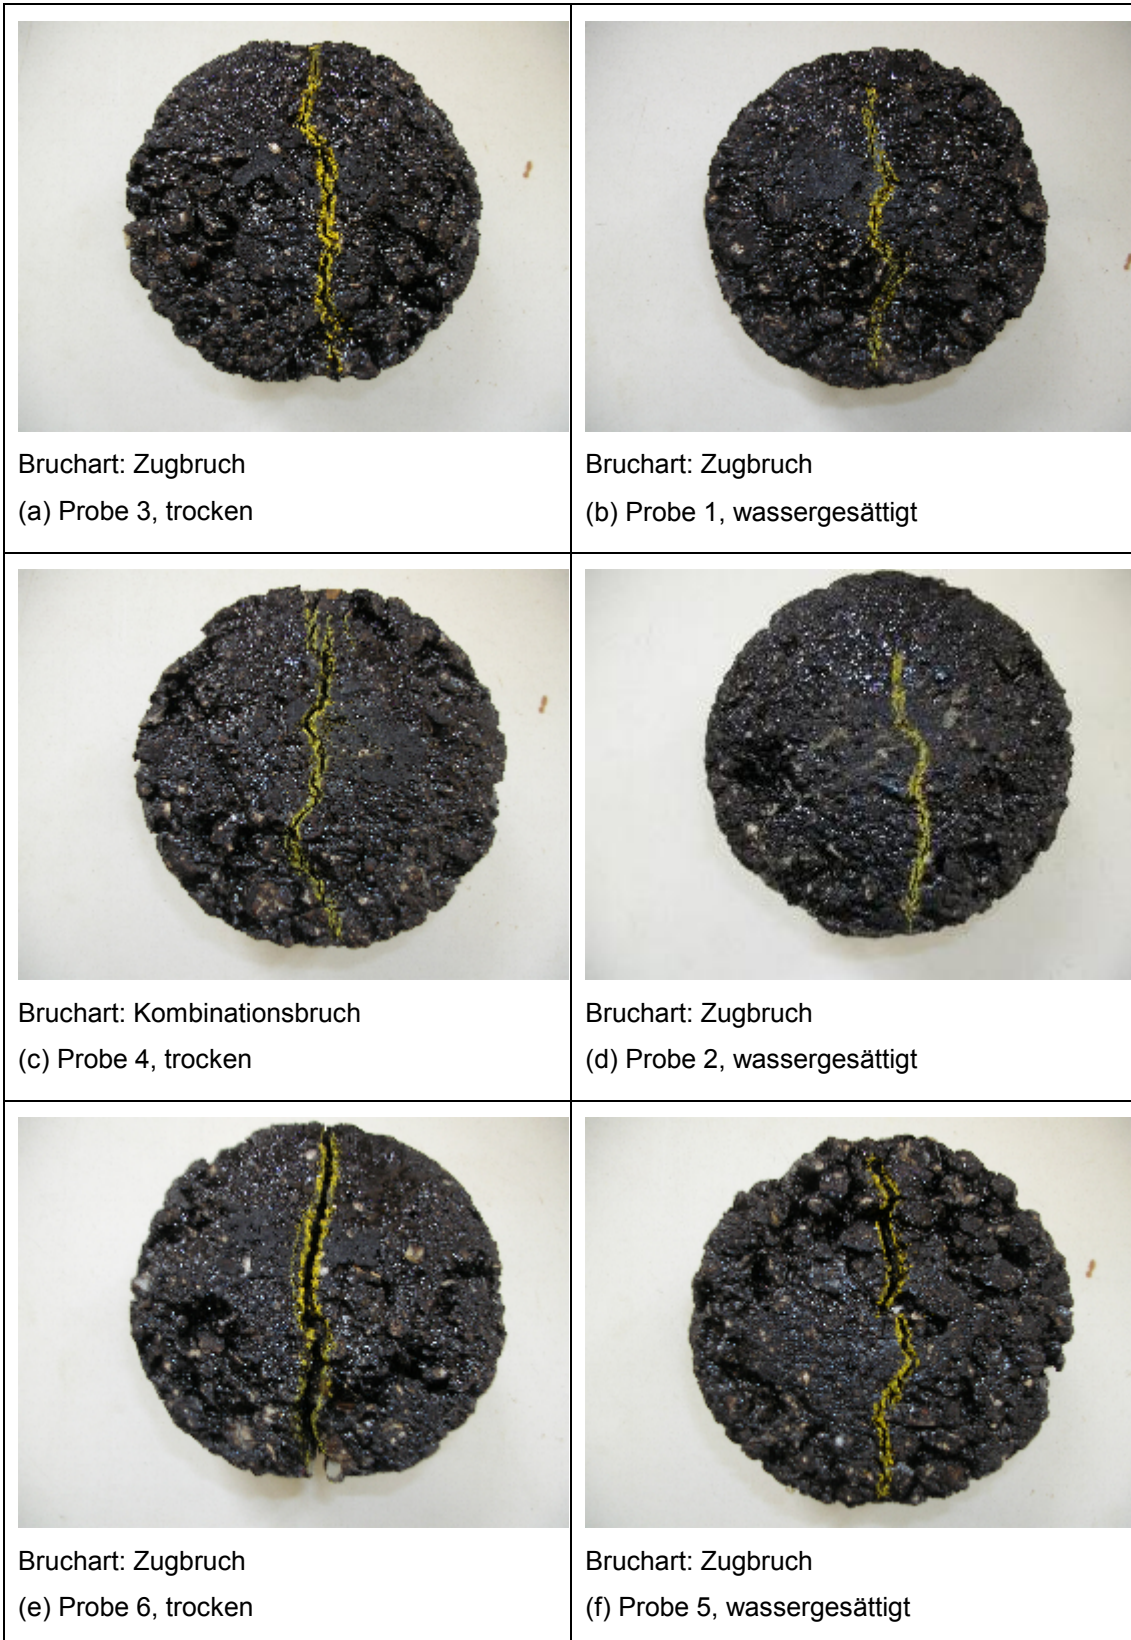 Bruchart: Zugbruch
(a) Probe 3, trocken
Bruchart: Zugbruch
(b) Probe 1, wassergesättigt
Bruchart: Kombinationsbruch
(c) Probe 4, trocken
Bruchart: Zugbruch
(d) Probe 2, wassergesättigt
Bruchart: Zugbruch
(e) Probe 6, trocken
Bruchart: Zugbruch
(f) Probe 5, wassergesättigt